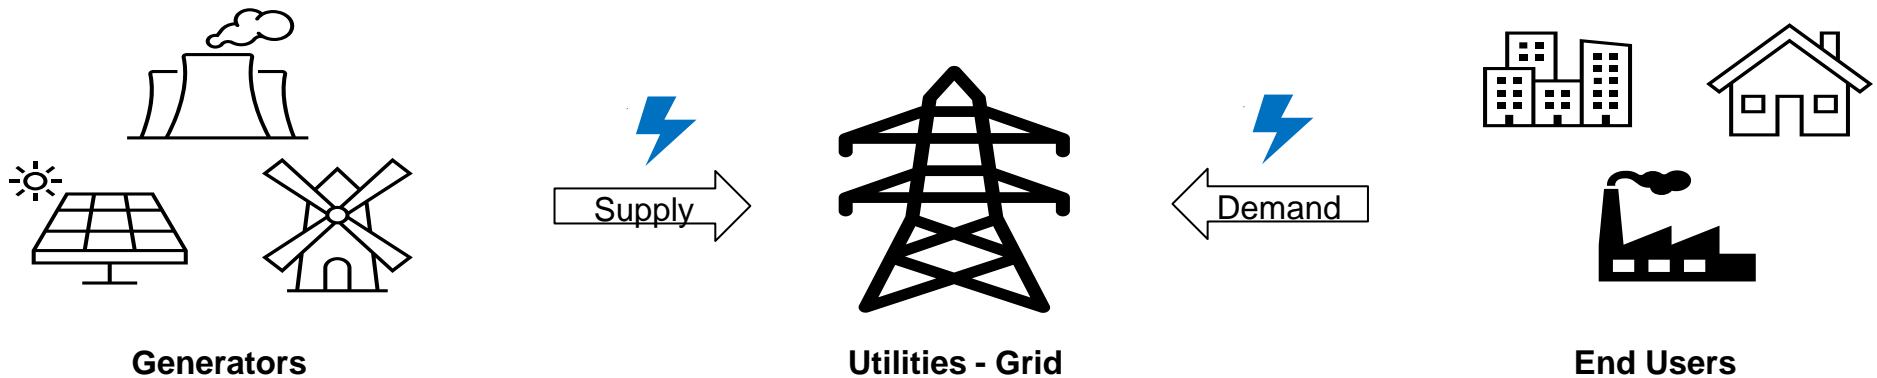 Supply
Demand
Generators
Utilities - Grid
End Users